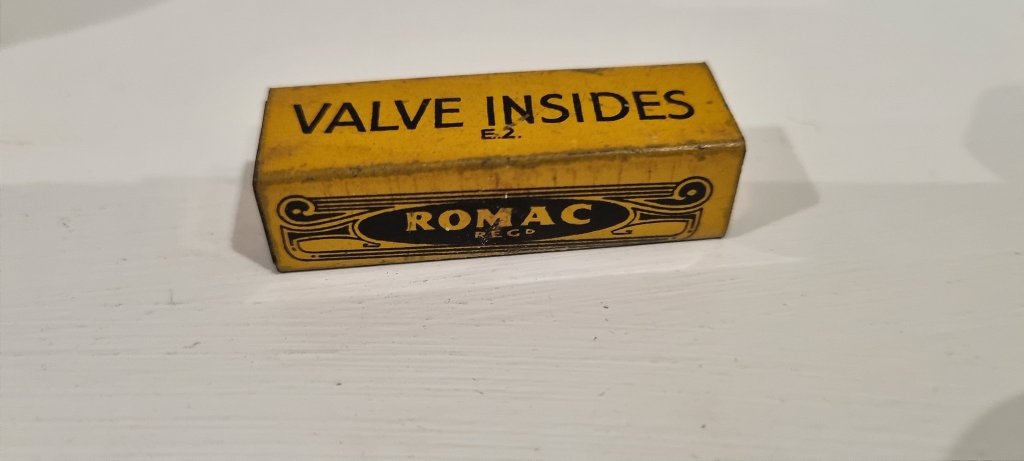 VALVE INSIDES
E.2.
ROMAC
REGD